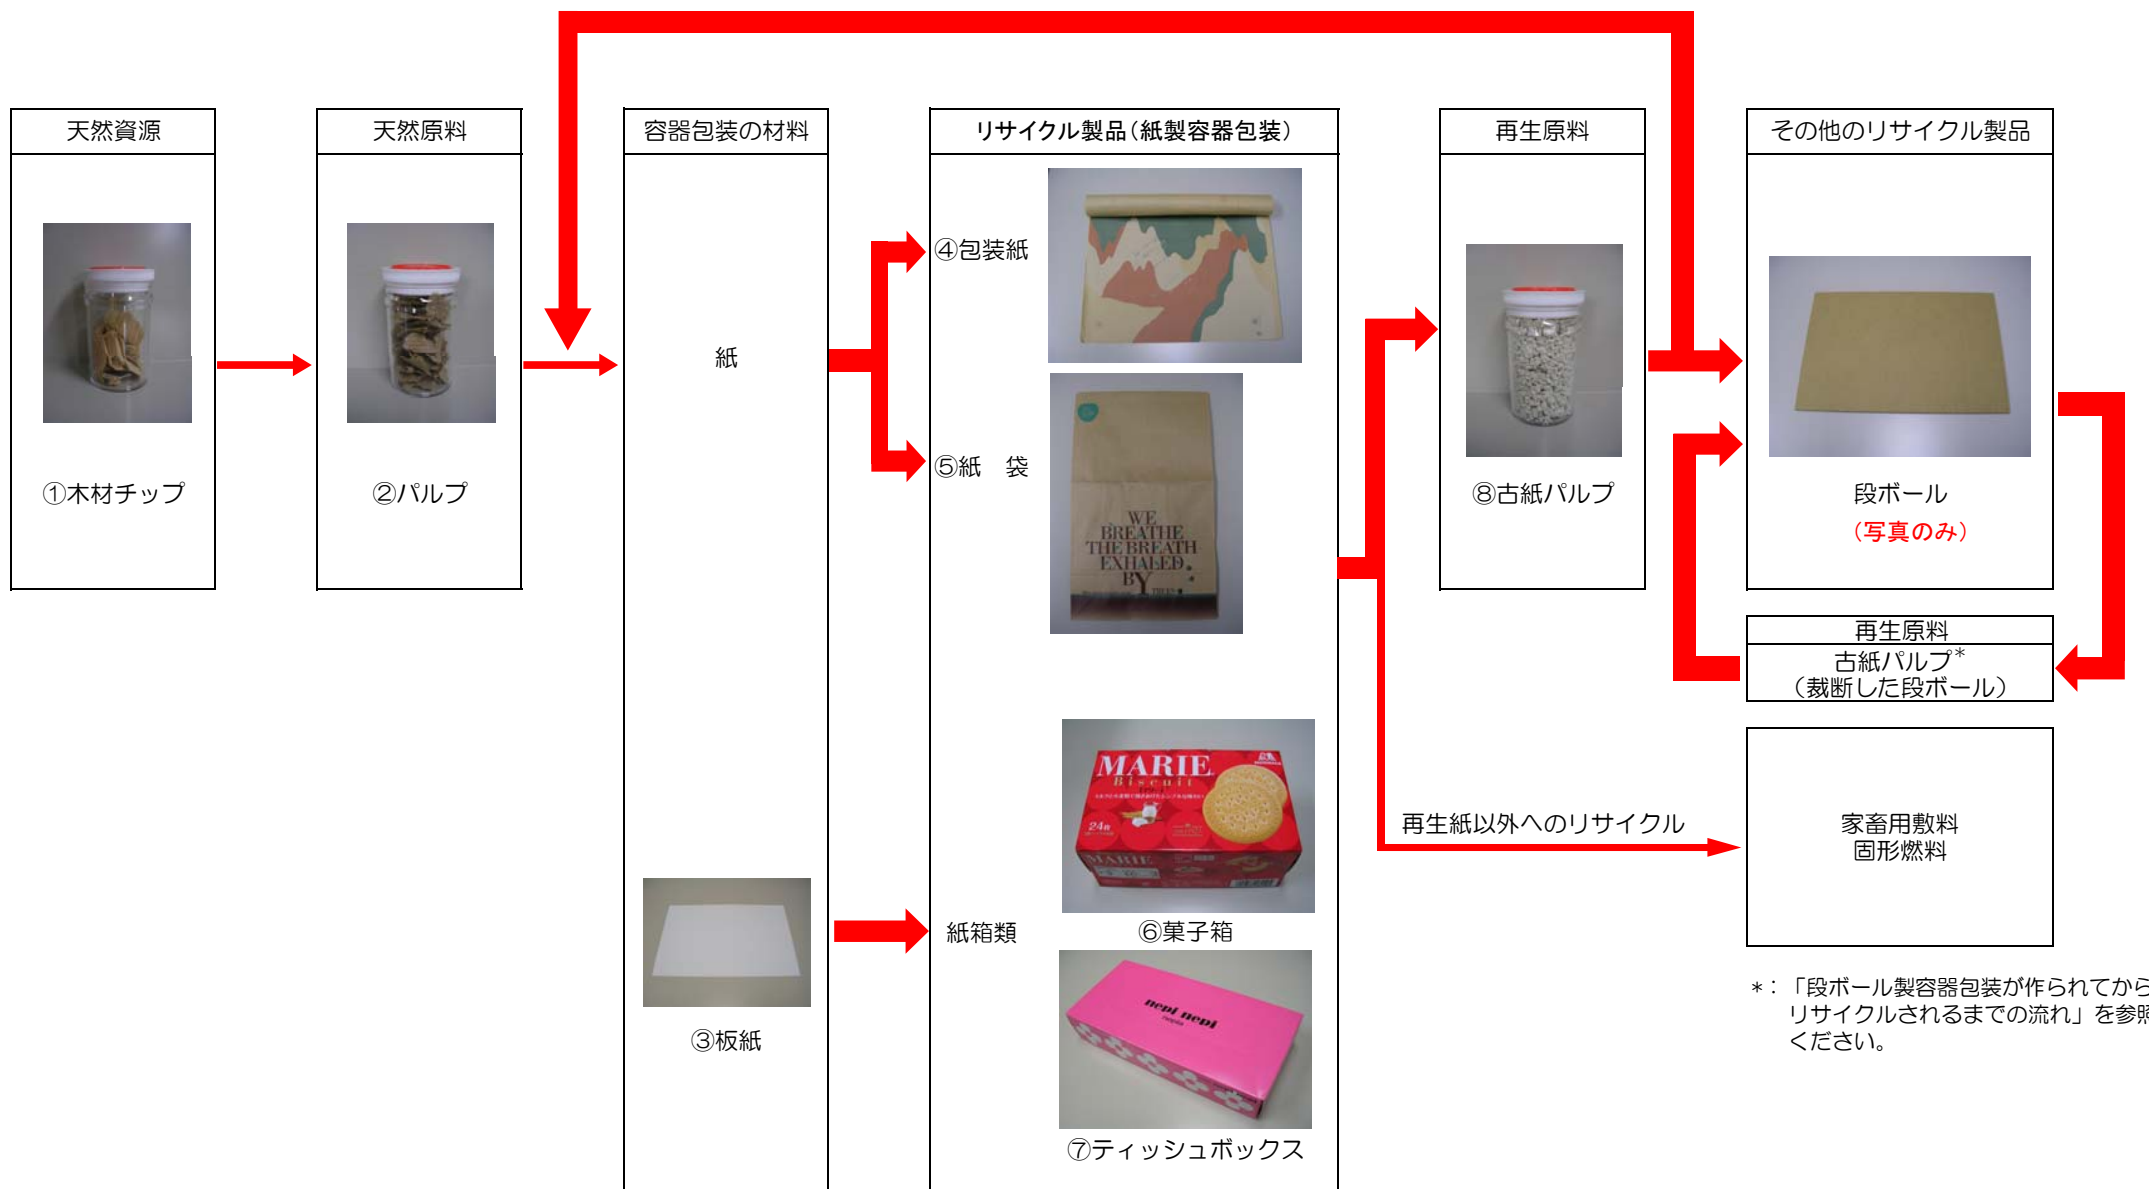 天然資源
①木材チップ
天然原料
②パルプ
容器包装の材料
紙
③板紙
リサイクル製品(紙製容器包装)
④包装紙
⑤紙　袋
WE
BREATHE
THE BREATH
EXHALED
BY
紙箱類
MARIE
Biscuit
24枚
MARIE
⑥菓子箱
nepi nepi
nepia
⑦ティッシュボックス
再生原料
⑧古紙パルプ
その他のリサイクル製品
段ボール
(写真のみ)
再生原料
古紙パルプ*
(裁断した段ボール)
再生紙以外へのリサイクル
家畜用敷料
固形燃料
*：「段ボール製容器包装が作られてから
リサイクルされるまでの流れ」を参照
ください。